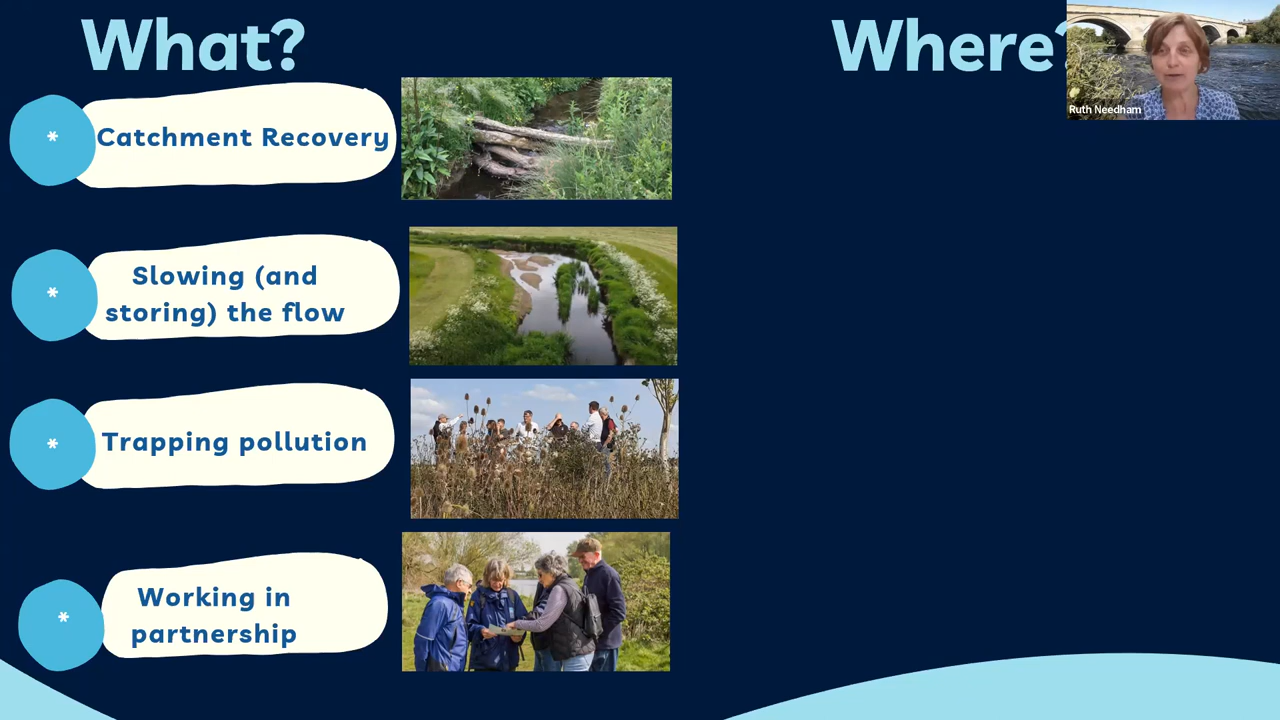 What?
Where?
Ruth Needham
* Catchment Recovery
* Slowing (and
storing) the flow
* Trapping pollution
* Working in
partnership